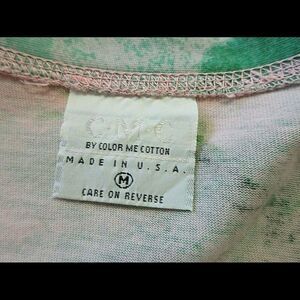 C.M.C
BY COLOR ME COTTON
MADE IN U.S.A.
M
CARE ON REVERSE